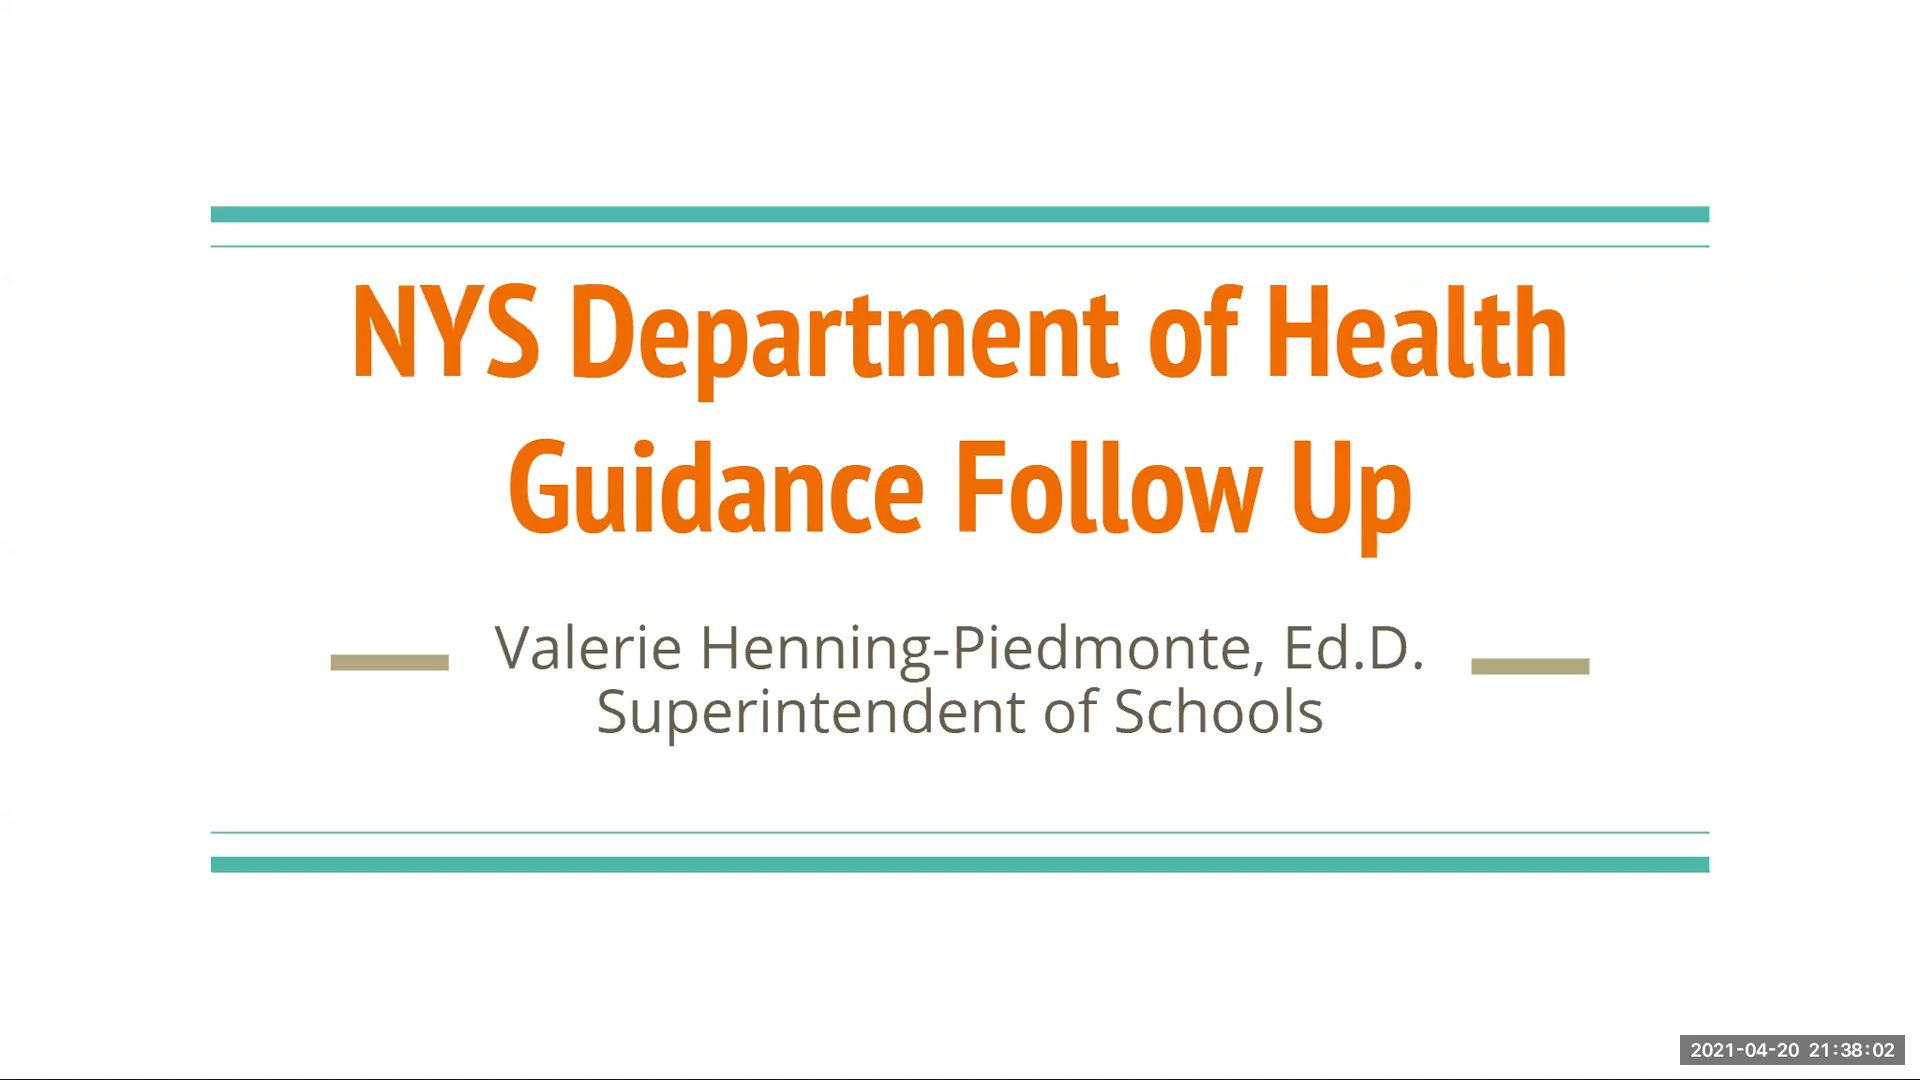 NYS Department of Health
Guidance Follow Up
Valerie Henning-Piedmonte, Ed.D.
Superintendent of Schools
2021-04-20 21:38:02